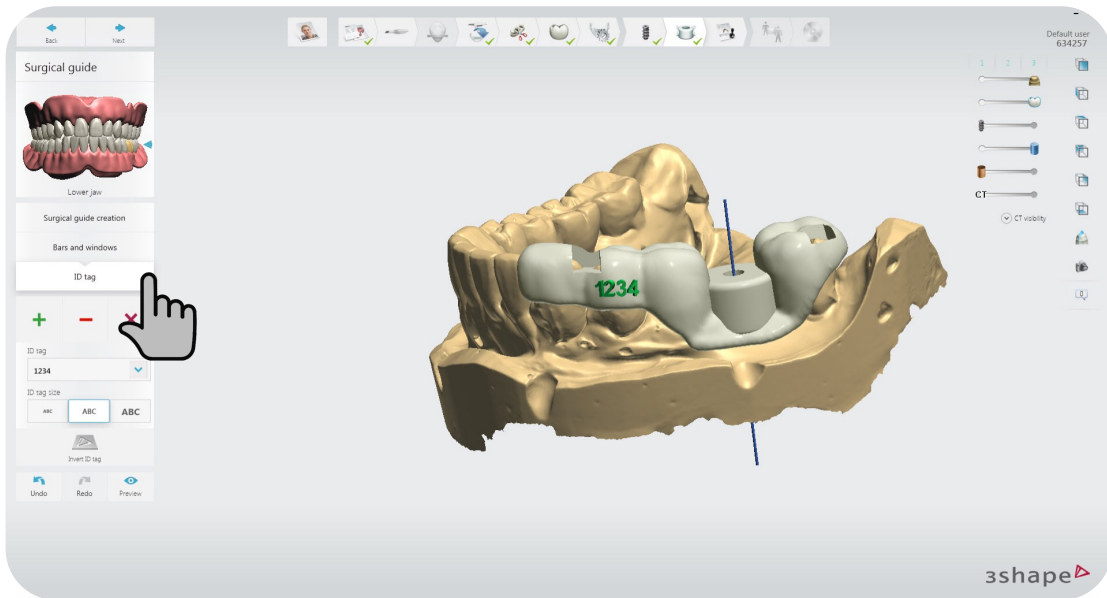 Back
Next
Default user
634257
Surgical guide
1 2 3
Lower jaw
CT
CT visibility
Surgical guide creation
Bars and windows
ID tag
1234
ID tag
1234
ID tag size
ABC ABC ABC
Invert ID tag
Undo Redo Preview
3shape